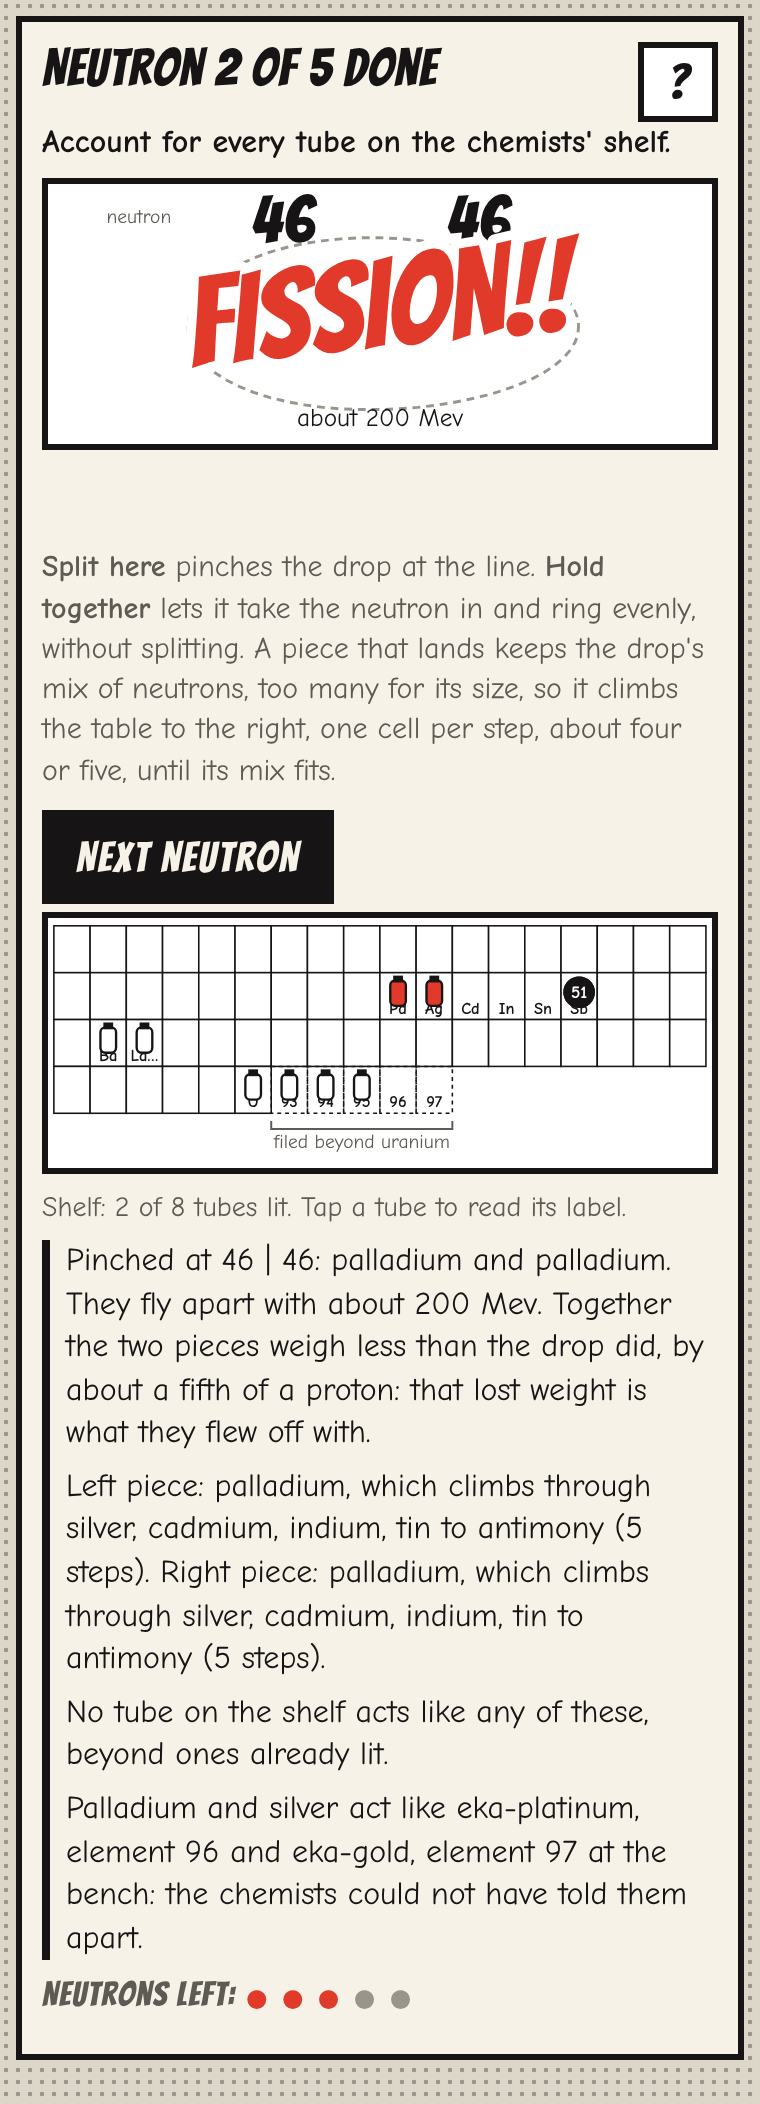 NEUTRON 2 OF 5 DONE
?
Account for every tube on the chemists' shelf.
neutron
46
46
FISSION!!
about 200 Mev
Split here pinches the drop at the line. Hold
together lets it take the neutron in and ring evenly,
without splitting. A piece that lands keeps the drop's
mix of neutrons, too many for its size, so it climbs
the table to the right, one cell per step, about four
or five, until its mix fits.
NEXT NEUTRON
51
Pd Ag Cd In Sn Sb
Ba La...
93 94 95 96 97
filed beyond uranium
Shelf: 2 of 8 tubes lit. Tap a tube to read its label.
Pinched at 46 | 46: palladium and palladium.
They fly apart with about 200 Mev. Together
the two pieces weigh less than the drop did, by
about a fifth of a proton: that lost weight is
what they flew off with.
Left piece: palladium, which climbs through
silver, cadmium, indium, tin to antimony (5
steps). Right piece: palladium, which climbs
through silver, cadmium, indium, tin to
antimony (5 steps).
No tube on the shelf acts like any of these,
beyond ones already lit.
Palladium and silver act like eka-platinum,
element 96 and eka-gold, element 97 at the
bench: the chemists could not have told them
apart.
NEUTRONS LEFT: